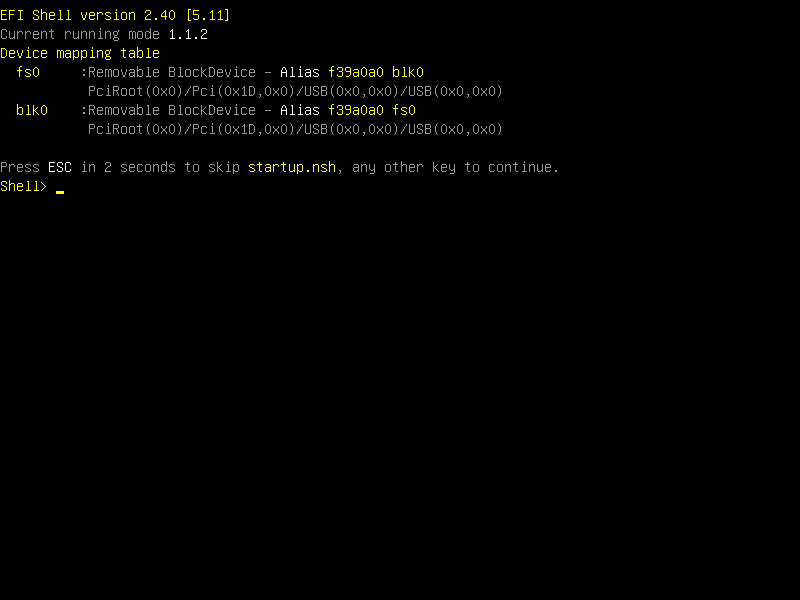 EFI Shell version 2.40 [5.11]
Current running mode 1.1.2
Device mapping table
fs0 :Removable BlockDevice - Alias f39a0a0 blk0
PciRoot(0x0)/Pci(0x1D,0x0)/USB(0x0,0x0)/USB(0x0,0x0)
blk0 :Removable BlockDevice - Alias f39a0a0 fs0
PciRoot(0x0)/Pci(0x1D,0x0)/USB(0x0,0x0)/USB(0x0,0x0)
Press ESC in 2 seconds to skip startup.nsh, any other key to continue.
Shell> _